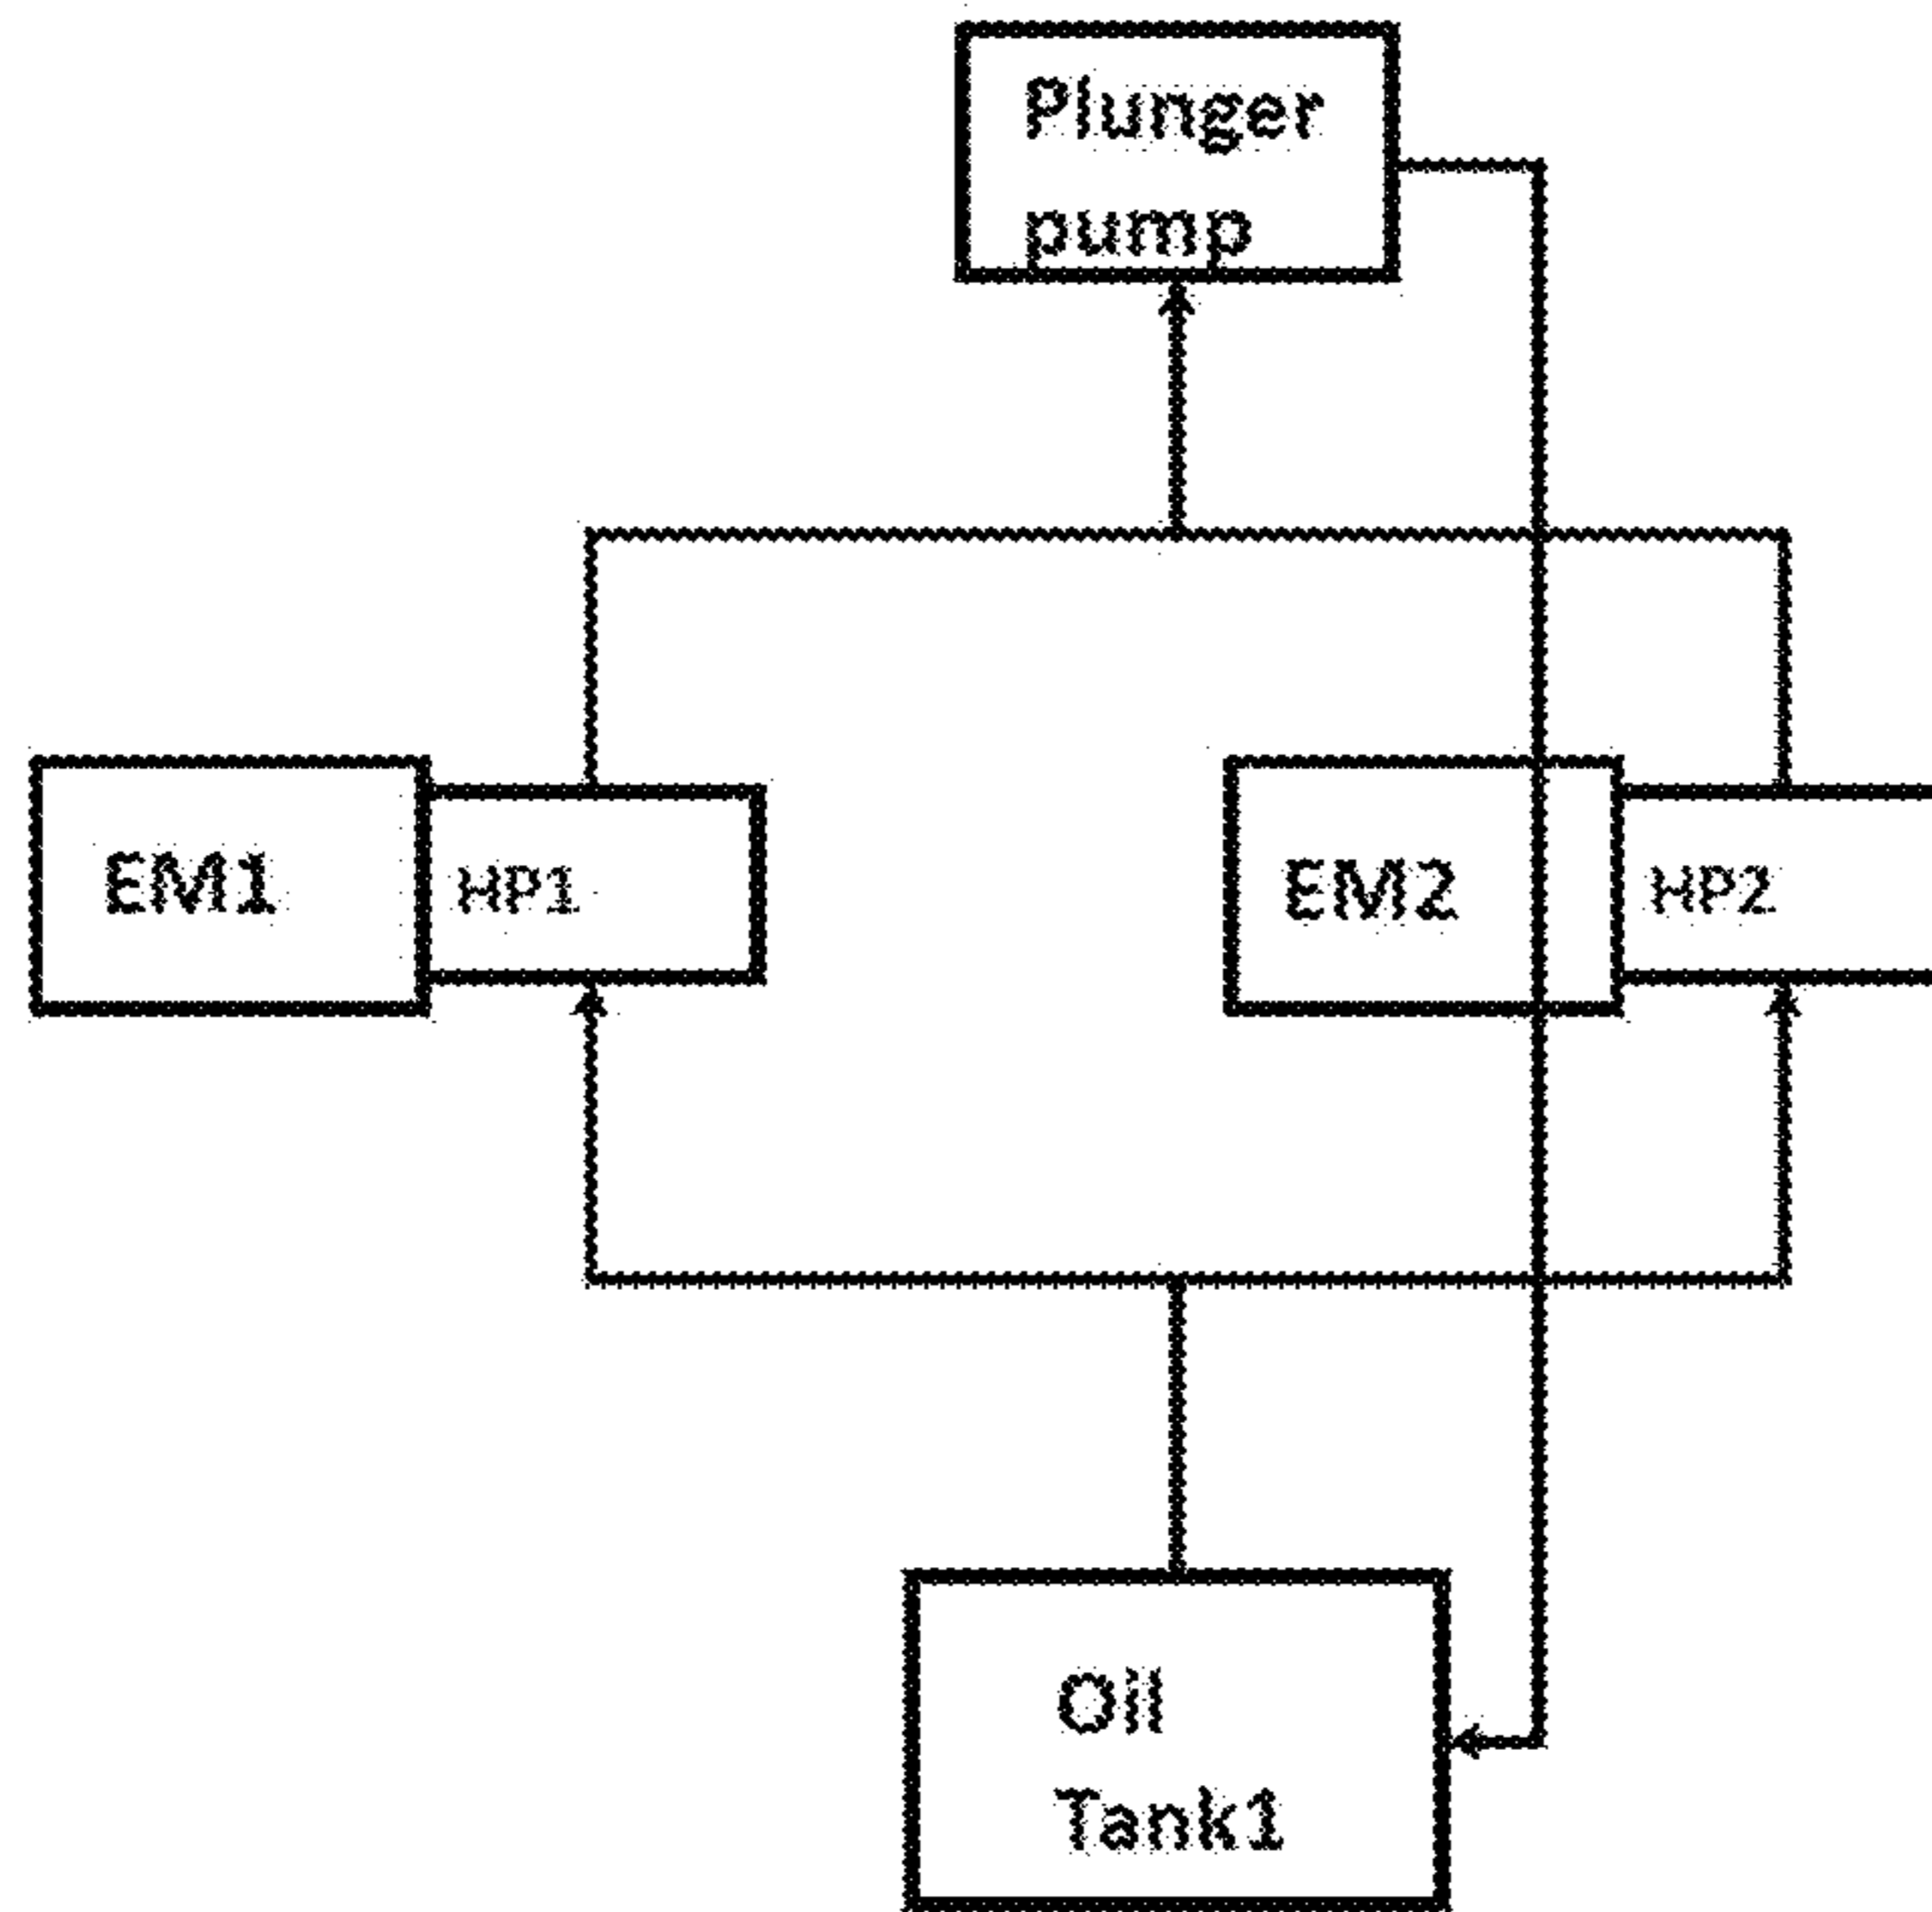 Plunger
pump
EM1
HP1
EM2
HP2
Oil
Tank1